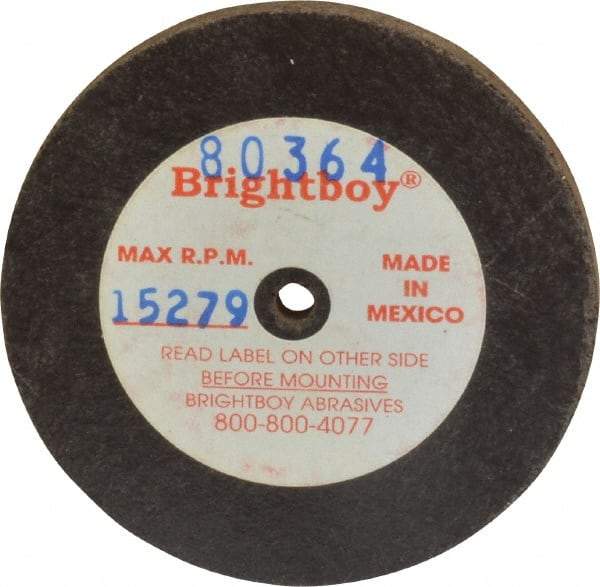 80364
Brightboy®
MAX R.P.M.
15279
MADE
IN
MEXICO
READ LABEL ON OTHER SIDE
BEFORE MOUNTING
BRIGHTBOY ABRASIVES
800-800-4077